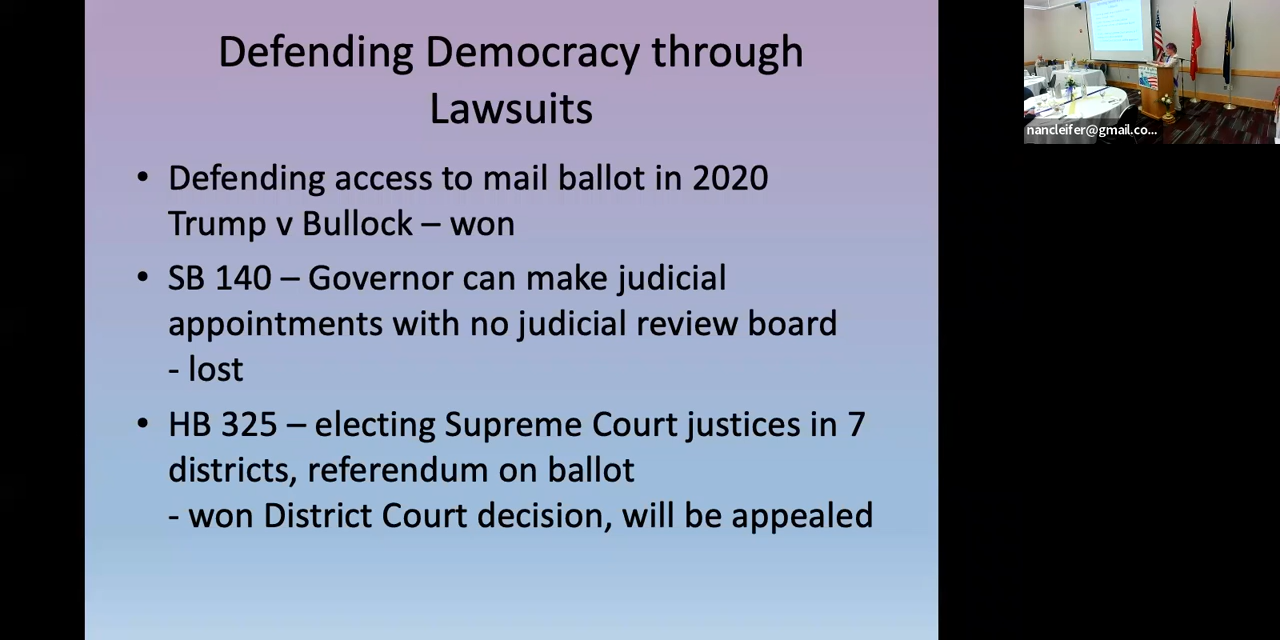 Defending Democracy through
Lawsuits
• Defending access to mail ballot in 2020
Trump v Bullock – won
• SB 140 – Governor can make judicial
appointments with no judicial review board
- lost
• HB 325 – electing Supreme Court justices in 7
districts, referendum on ballot
- won District Court decision, will be appealed
nancleifer@gmail.co...